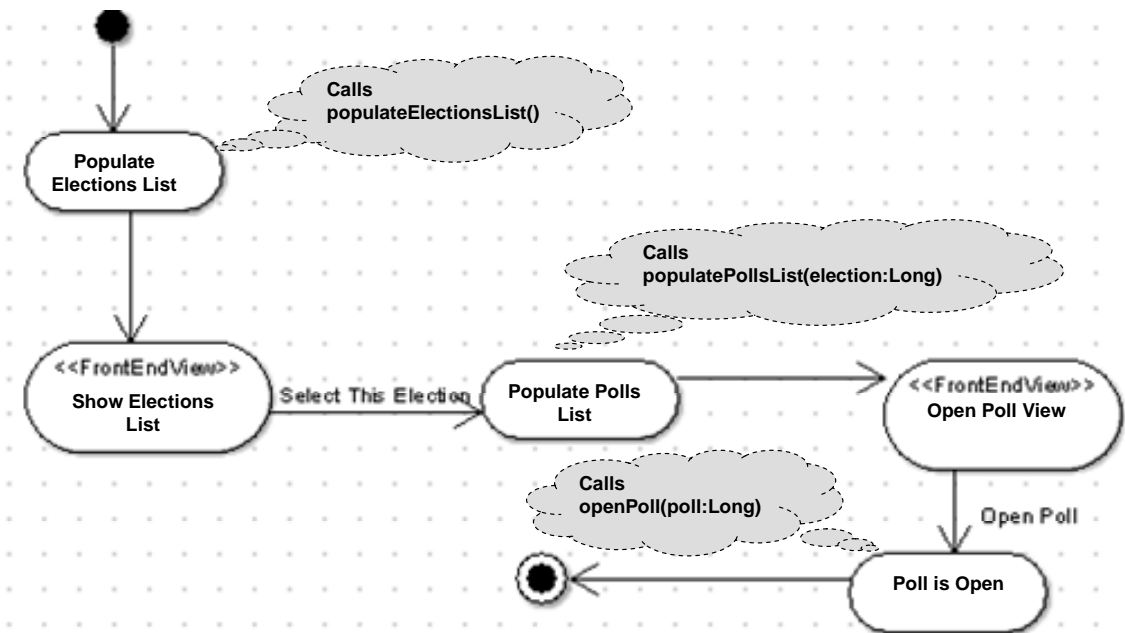 Calls
populateElectionsList()
Populate
Elections List
Calls
populatePollsList(election:Long)
<<FrontEndView>>
Show Elections
List
Select This Election
Populate Polls
List
<<FrontEndView>>
Open Poll View
Calls
openPoll(poll:Long)
Open Poll
Poll is Open